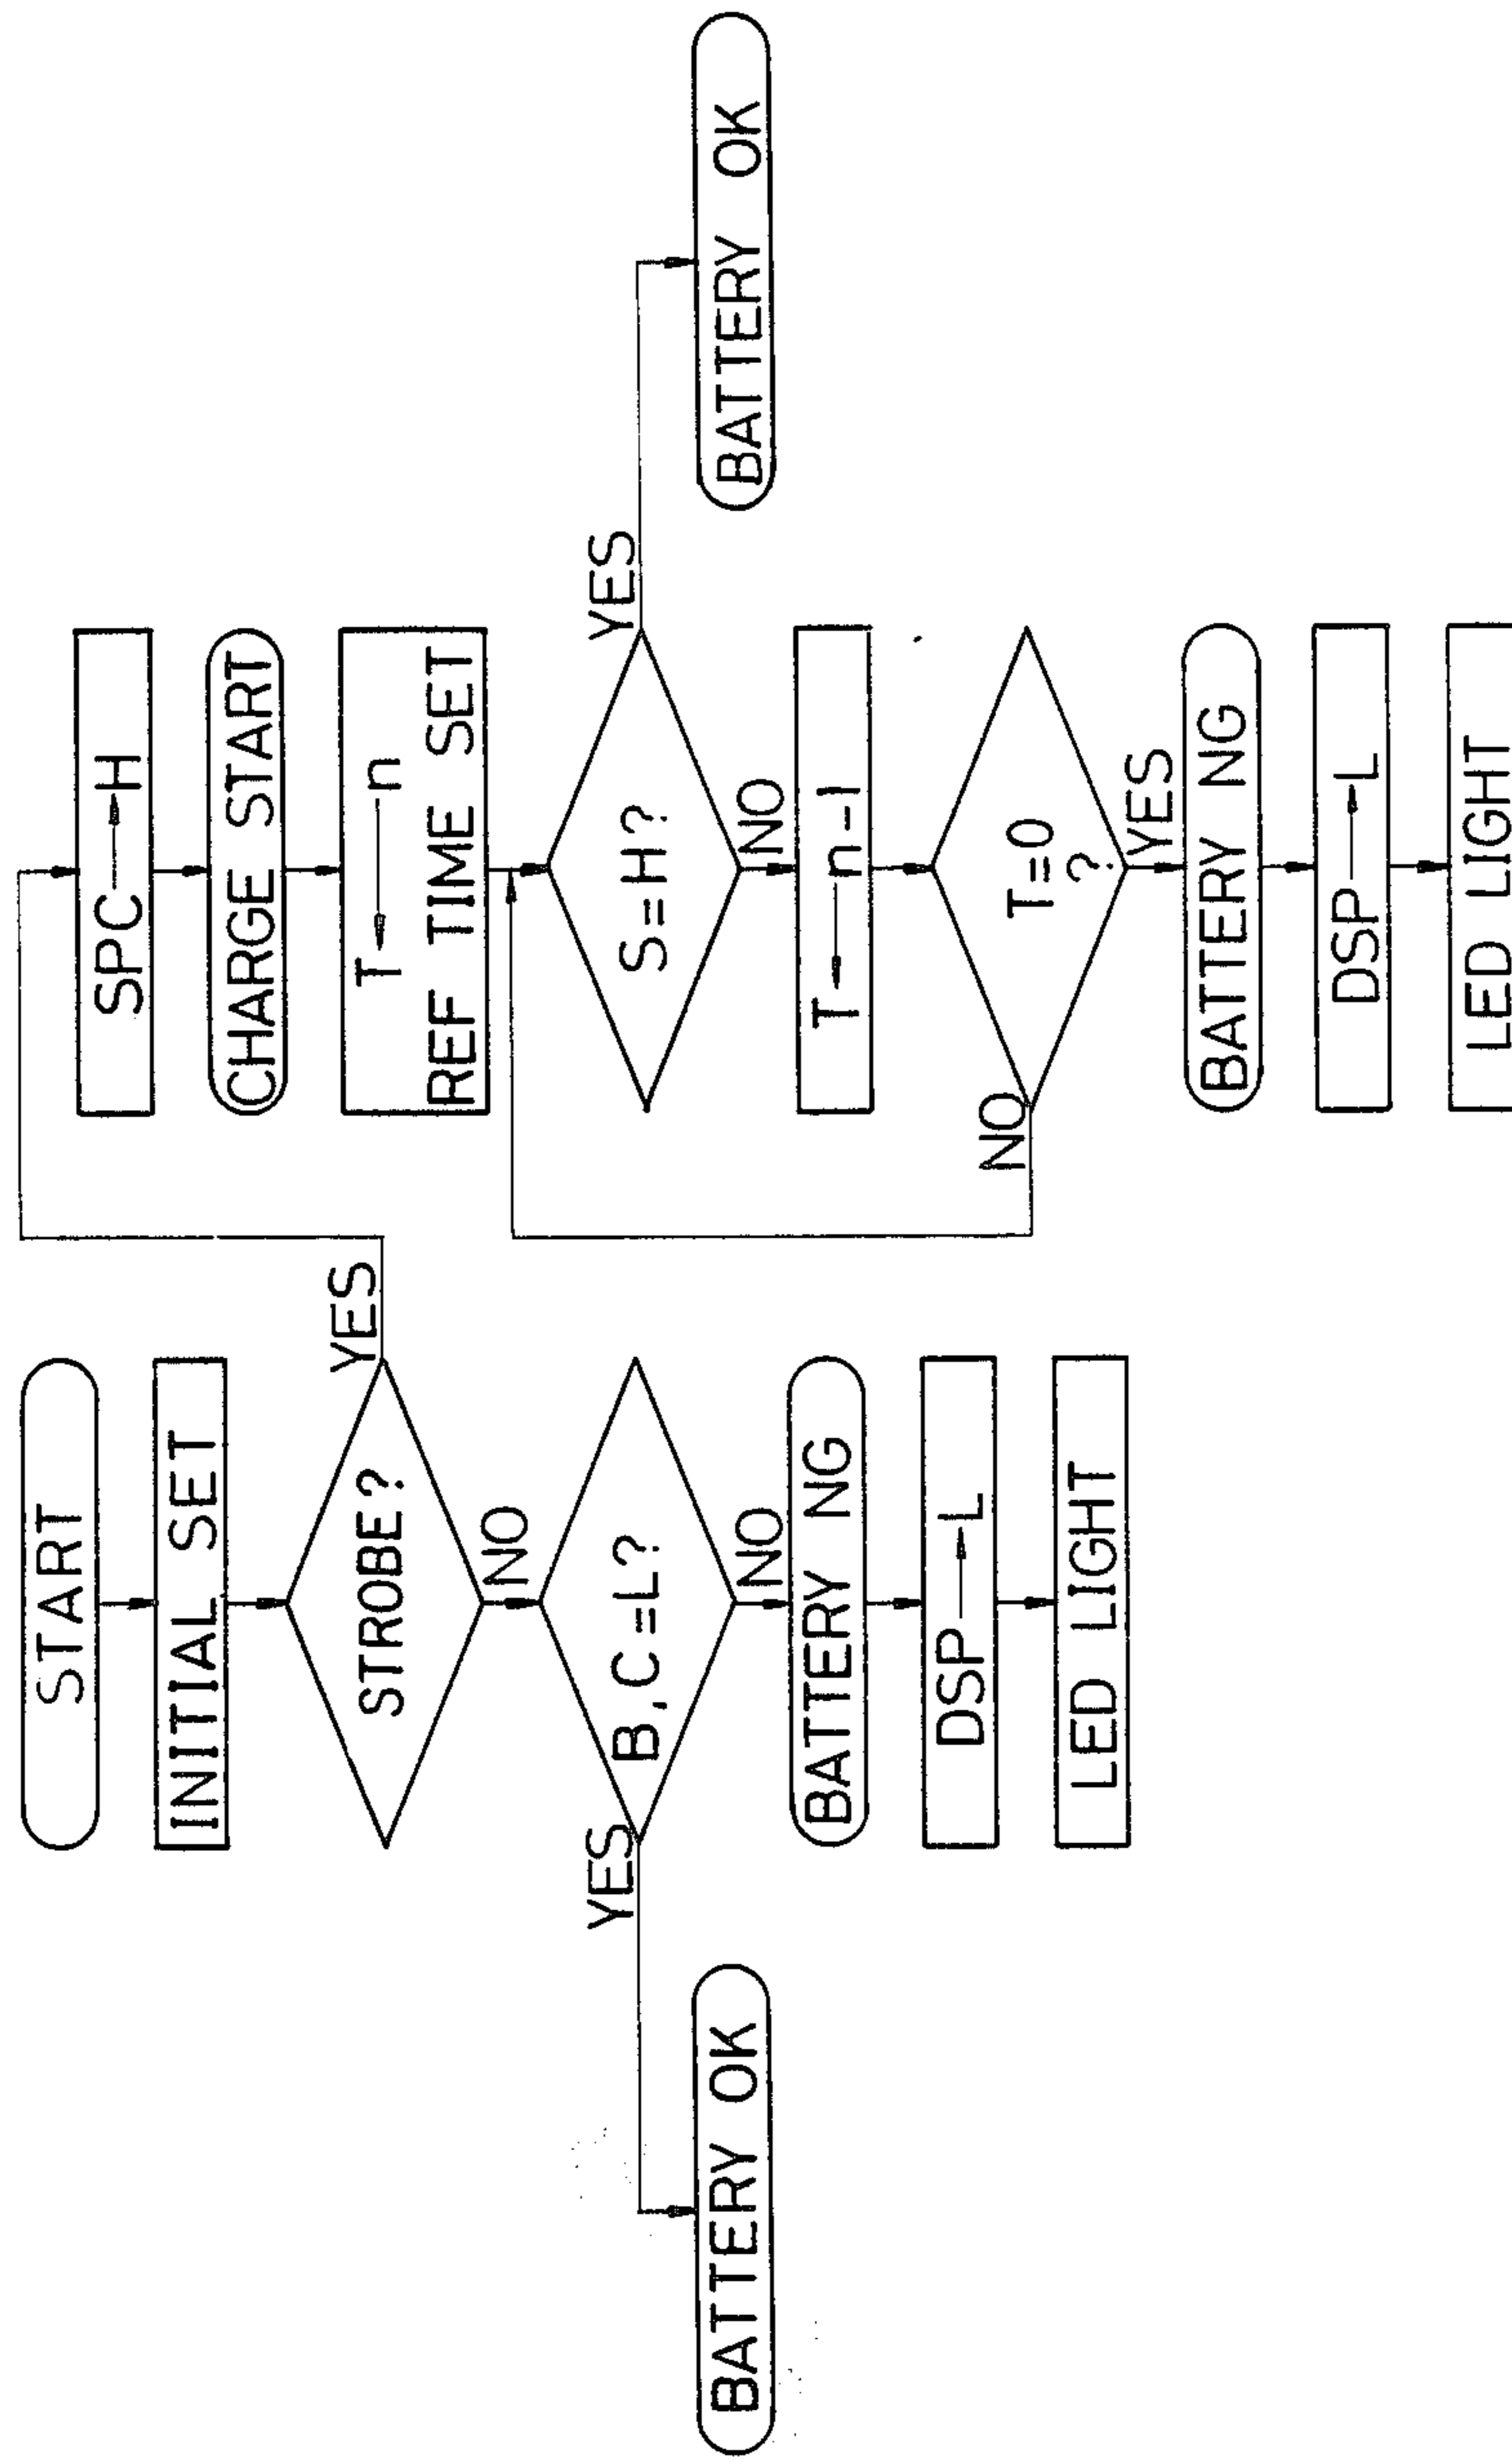 START
INITIAL SET
STROBE?
YES
NO
B,C=L?
YES
BATTERY OK
NO
BATTERY NG
DSP→L
LED LIGHT
SPC→H
CHARGE START
T←n
REF TIME SET
S=H?
YES
BATTERY OK
NO
T←n-1
T=0
?
NO
YES
BATTERY NG
DSP→L
LED LIGHT